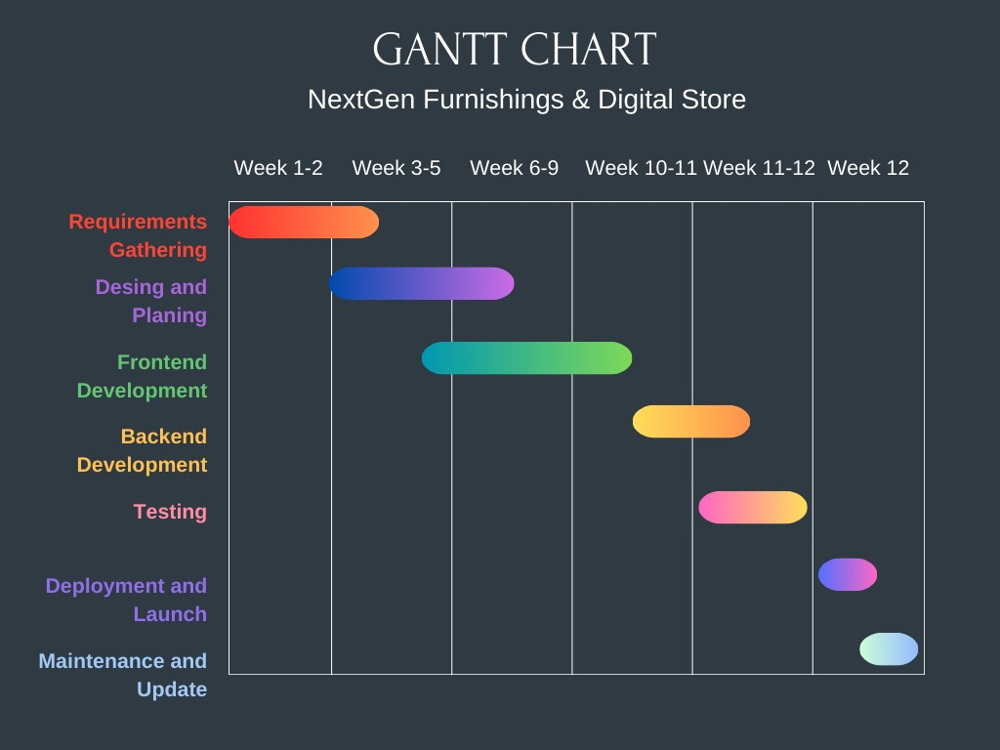 GANTT CHART
NextGen Furnishings & Digital Store
Week 1-2 Week 3-5 Week 6-9 Week 10-11 Week 11-12 Week 12
Requirements
Gathering
Desing and
Planing
Frontend
Development
Backend
Development
Testing
Deployment and
Launch
Maintenance and
Update